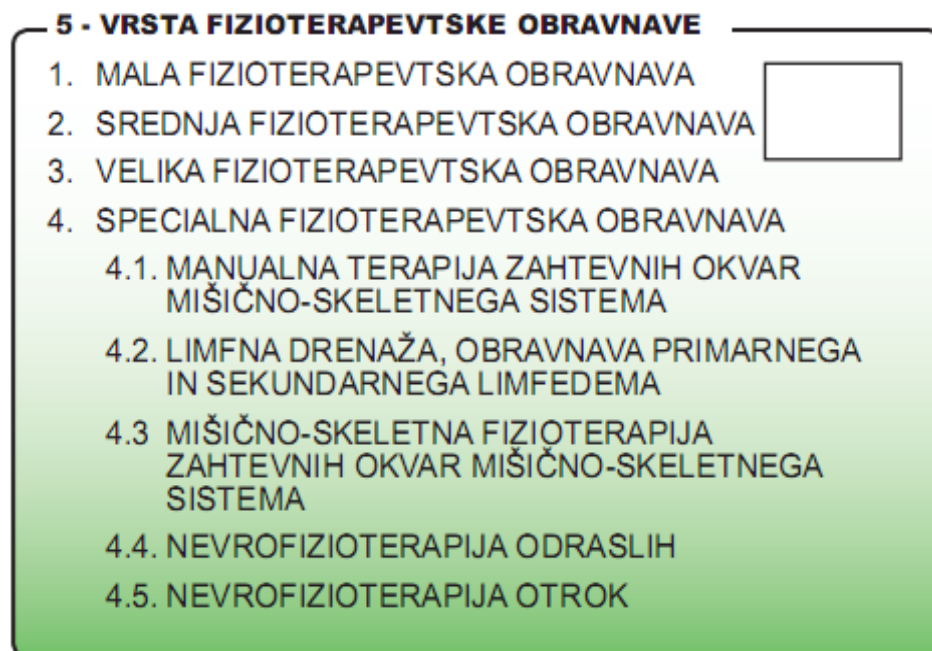 5 - VRSTA FIZIOTERAPEVTSKE OBRAVNAVE
1. MALA FIZIOTERAPEVTSKA OBRAVNAVA
2. SREDNJA FIZIOTERAPEVTSKA OBRAVNAVA
3. VELIKA FIZIOTERAPEVTSKA OBRAVNAVA
4. SPECIALNA FIZIOTERAPEVTSKA OBRAVNAVA
4.1. MANUALNA TERAPIJA ZAHTEVNIH OKVAR
MIŠIČNO-SKELETNEGA SISTEMA
4.2. LIMFNA DRENAŽA, OBRAVNAVA PRIMARNEGA
IN SEKUNDARNEGA LIMFEDEMA
4.3 MIŠIČNO-SKELETNA FIZIOTERAPIJA
ZAHTEVNIH OKVAR MIŠIČNO-SKELETNEGA
SISTEMA
4.4. NEVROFIZIOTERAPIJA ODRASLIH
4.5. NEVROFIZIOTERAPIJA OTROK